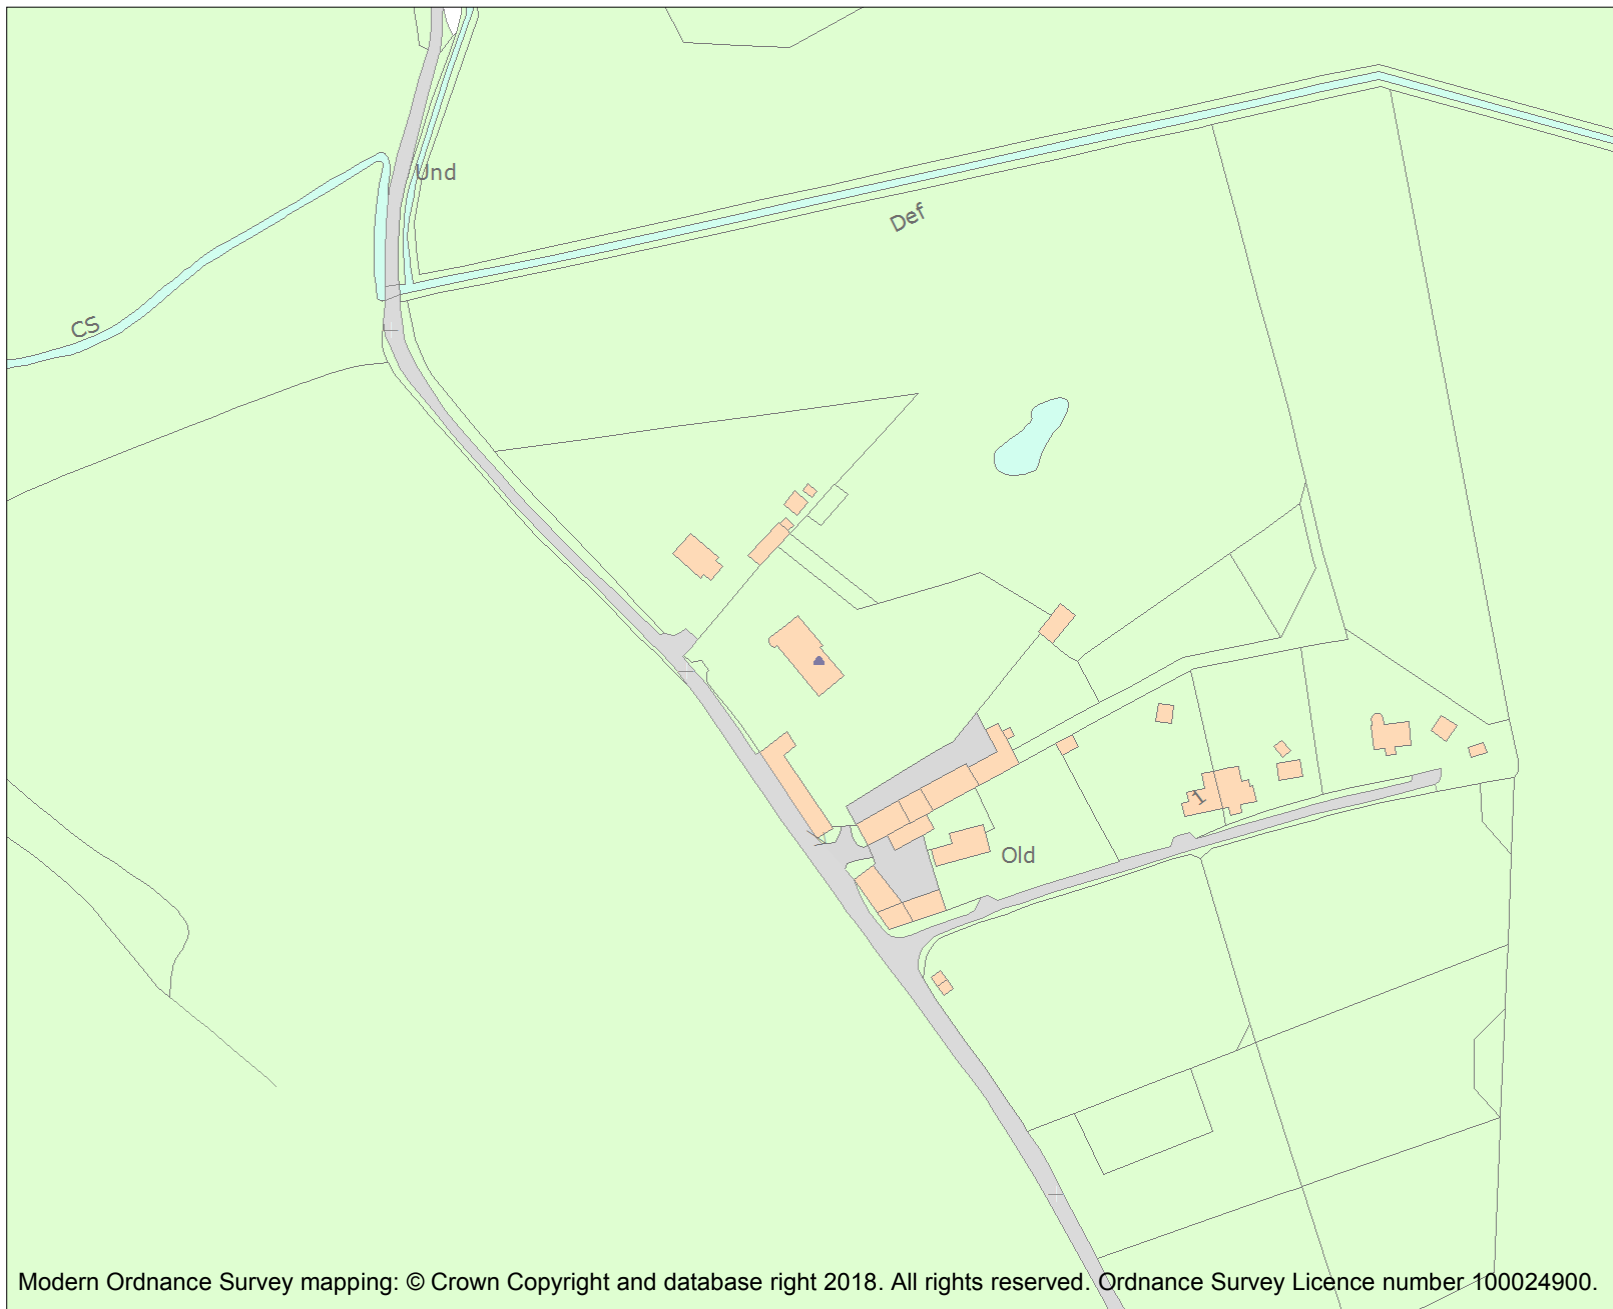 Und
Def
CS
1
Old
Modern Ordnance Survey mapping: © Crown Copyright and database right 2018. All rights reserved. Ordnance Survey Licence number 100024900.